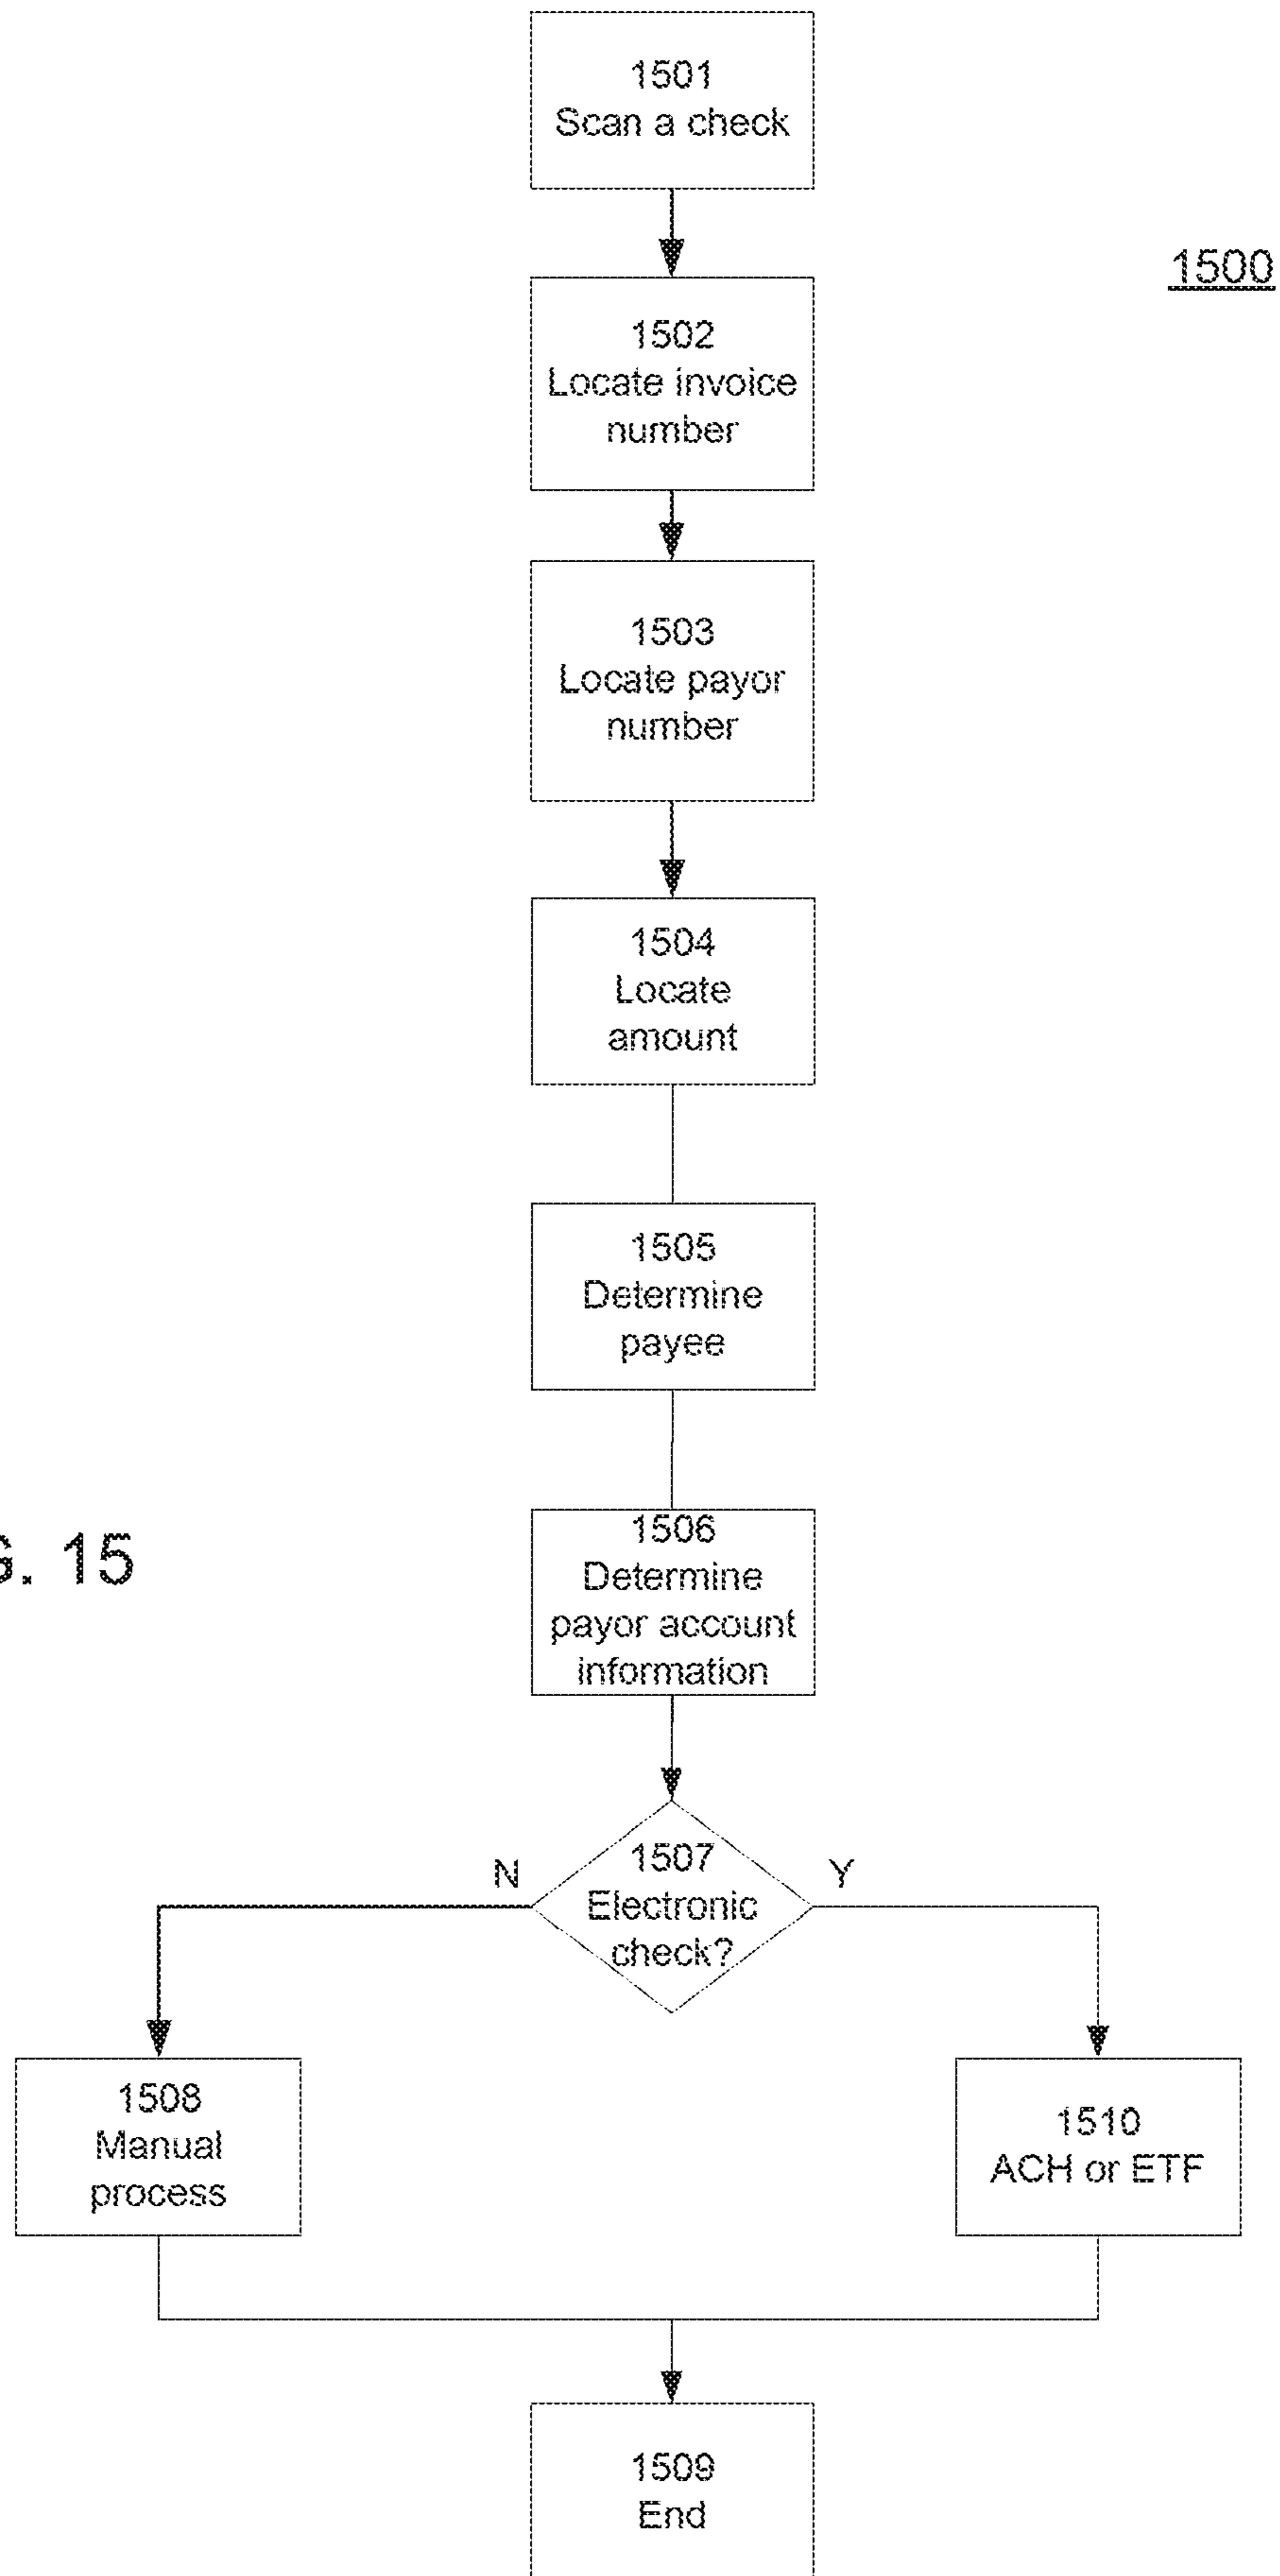 1501
Scan a check
1500
1502
Locate invoice
number
1503
Locate payor
number
1504
Locate
amount
1505
Determine
payee
1506
Determine
payor account
information
G. 15
1507
Electronic
check?
N
Y
1508
Manual
process
1510
ACH or ETF
1509
End